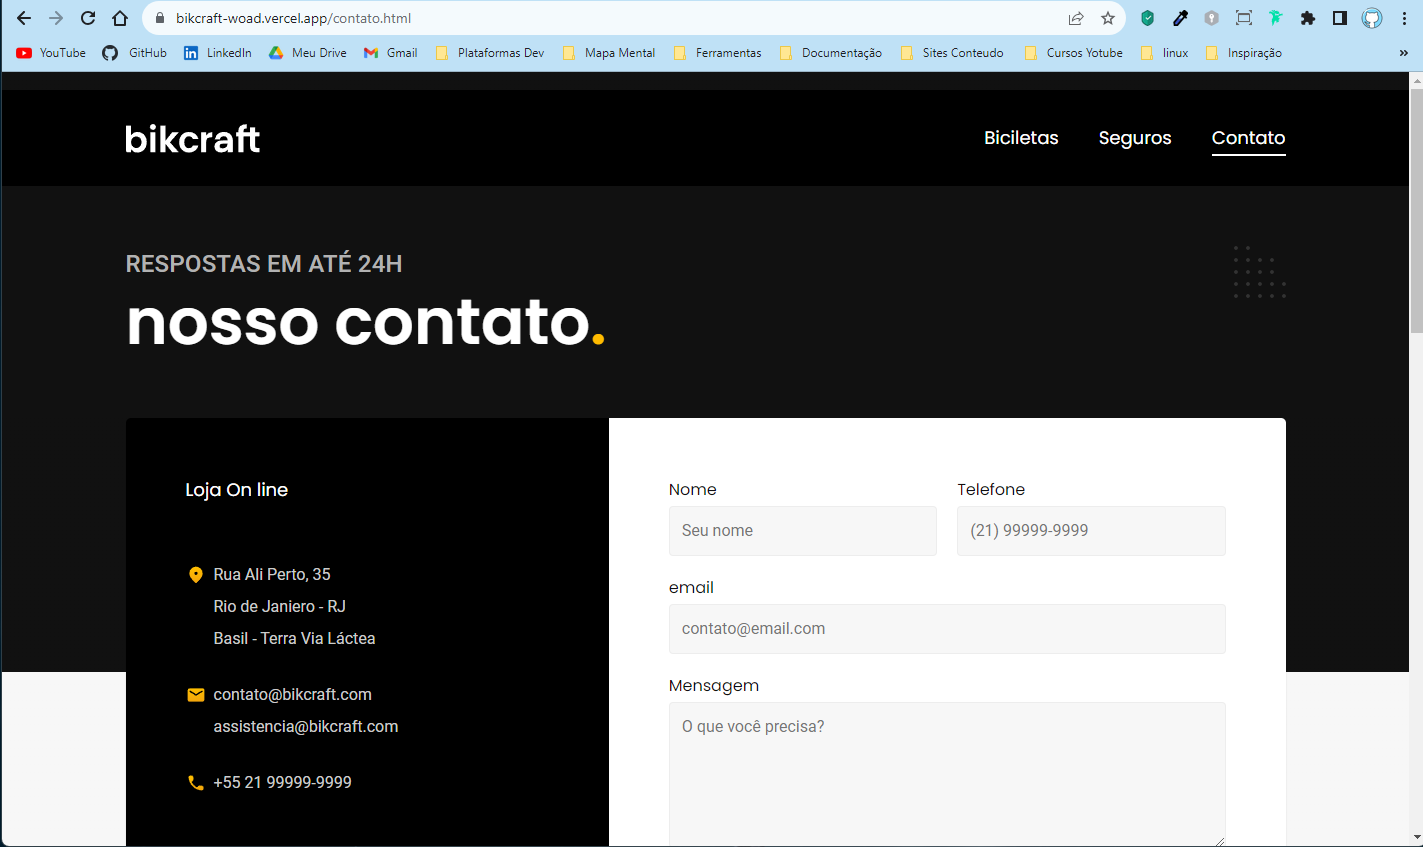 bikcraft-woad.vercel.app/contato.html
YouTube GitHub LinkedIn Meu Drive Gmail Plataformas Dev Mapa Mental Ferramentas Documentação Sites Conteudo Cursos Yotube linux Inspiração »
bikcraft Biciletas Seguros Contato
RESPOSTAS EM ATÉ 24H
nosso contato.
Loja On line
Rua Ali Perto, 35
Rio de Janiero - RJ
Basil - Terra Via Láctea
contato@bikcraft.com
assistencia@bikcraft.com
+55 21 99999-9999
Nome Telefone
Seu nome (21) 99999-9999
email
contato@email.com
Mensagem
O que você precisa?